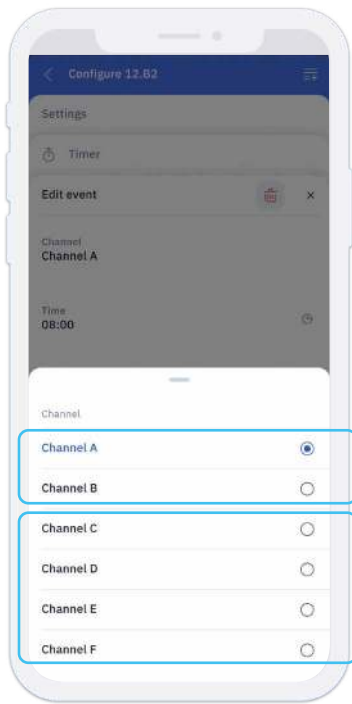 Configure 12.B2
Settings
Timer
Edit event
Channel
Channel A
Time
08:00
Channel
Channel A
Channel B
Channel C
Channel D
Channel E
Channel F